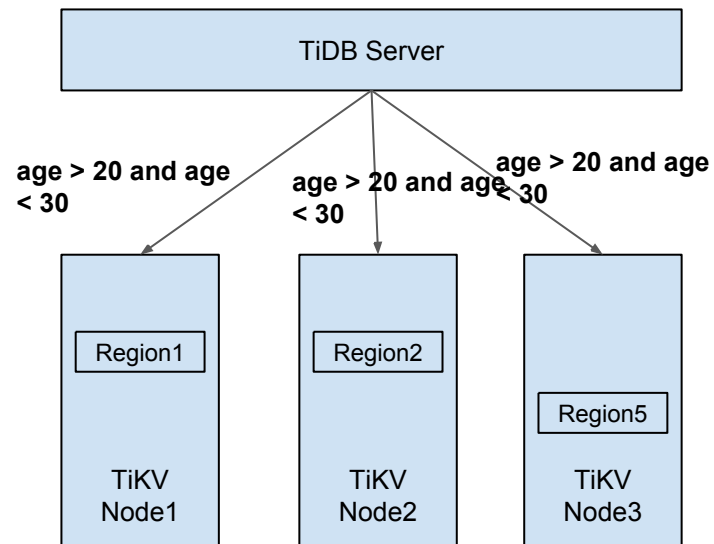 TiDB Server
age > 20 and age
< 30
age > 20 and age
< 30
age > 20 and age
< 30
Region1
Region2
Region5
TiKV
Node1
TiKV
Node2
TiKV
Node3